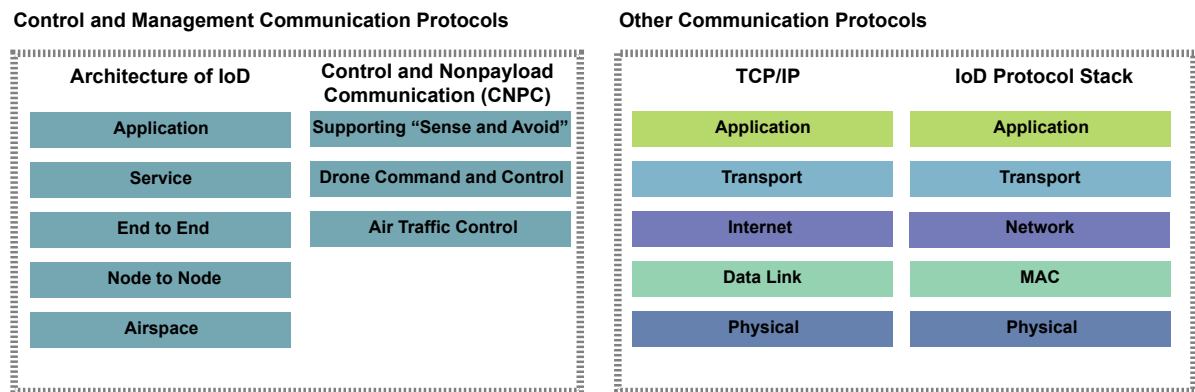 Control and Management Communication Protocols
Architecture of IoD
Application
Service
End to End
Node to Node
Airspace
Control and Nonpayload
Communication (CNPC)
Supporting “Sense and Avoid”
Drone Command and Control
Air Traffic Control
Other Communication Protocols
TCP/IP
Application
Transport
Internet
Data Link
Physical
IoD Protocol Stack
Application
Transport
Network
MAC
Physical